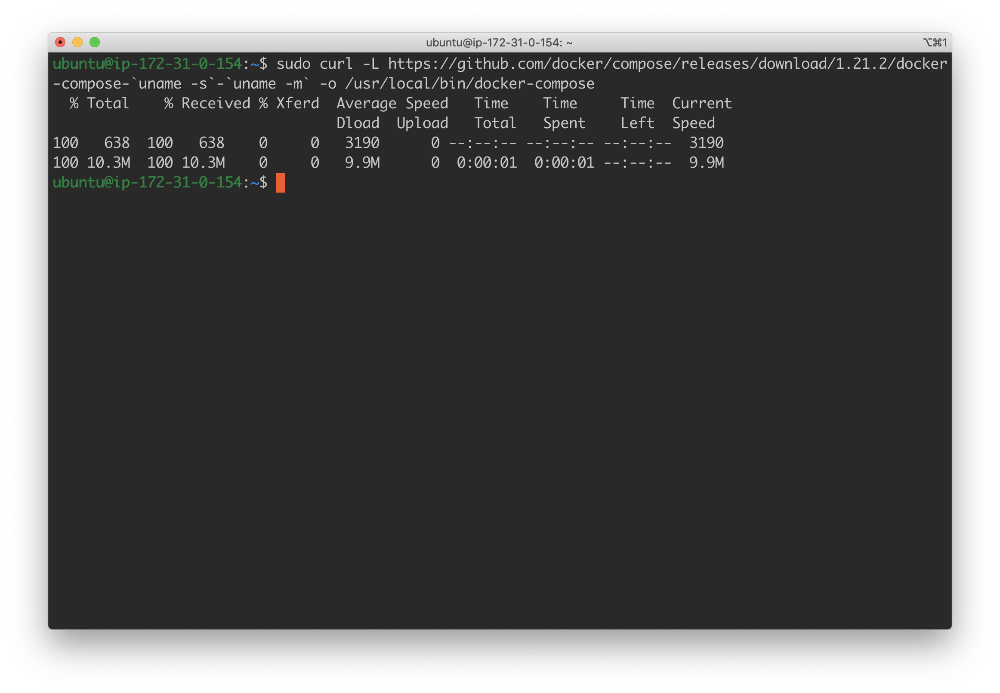 ubuntu@ip-172-31-0-154: ~
⌥⌘1
ubuntu@ip-172-31-0-154:~$ sudo curl -L https://github.com/docker/compose/releases/download/1.21.2/docker
-compose-`uname -s`-`uname -m` -o /usr/local/bin/docker-compose
  % Total    % Received % Xferd  Average Speed   Time    Time     Time  Current
                                 Dload  Upload   Total   Spent    Left  Speed
100   638  100   638    0     0   3190      0 --:--:-- --:--:-- --:--:--  3190
100 10.3M  100 10.3M    0     0   9.9M      0  0:00:01  0:00:01 --:--:--  9.9M
ubuntu@ip-172-31-0-154:~$